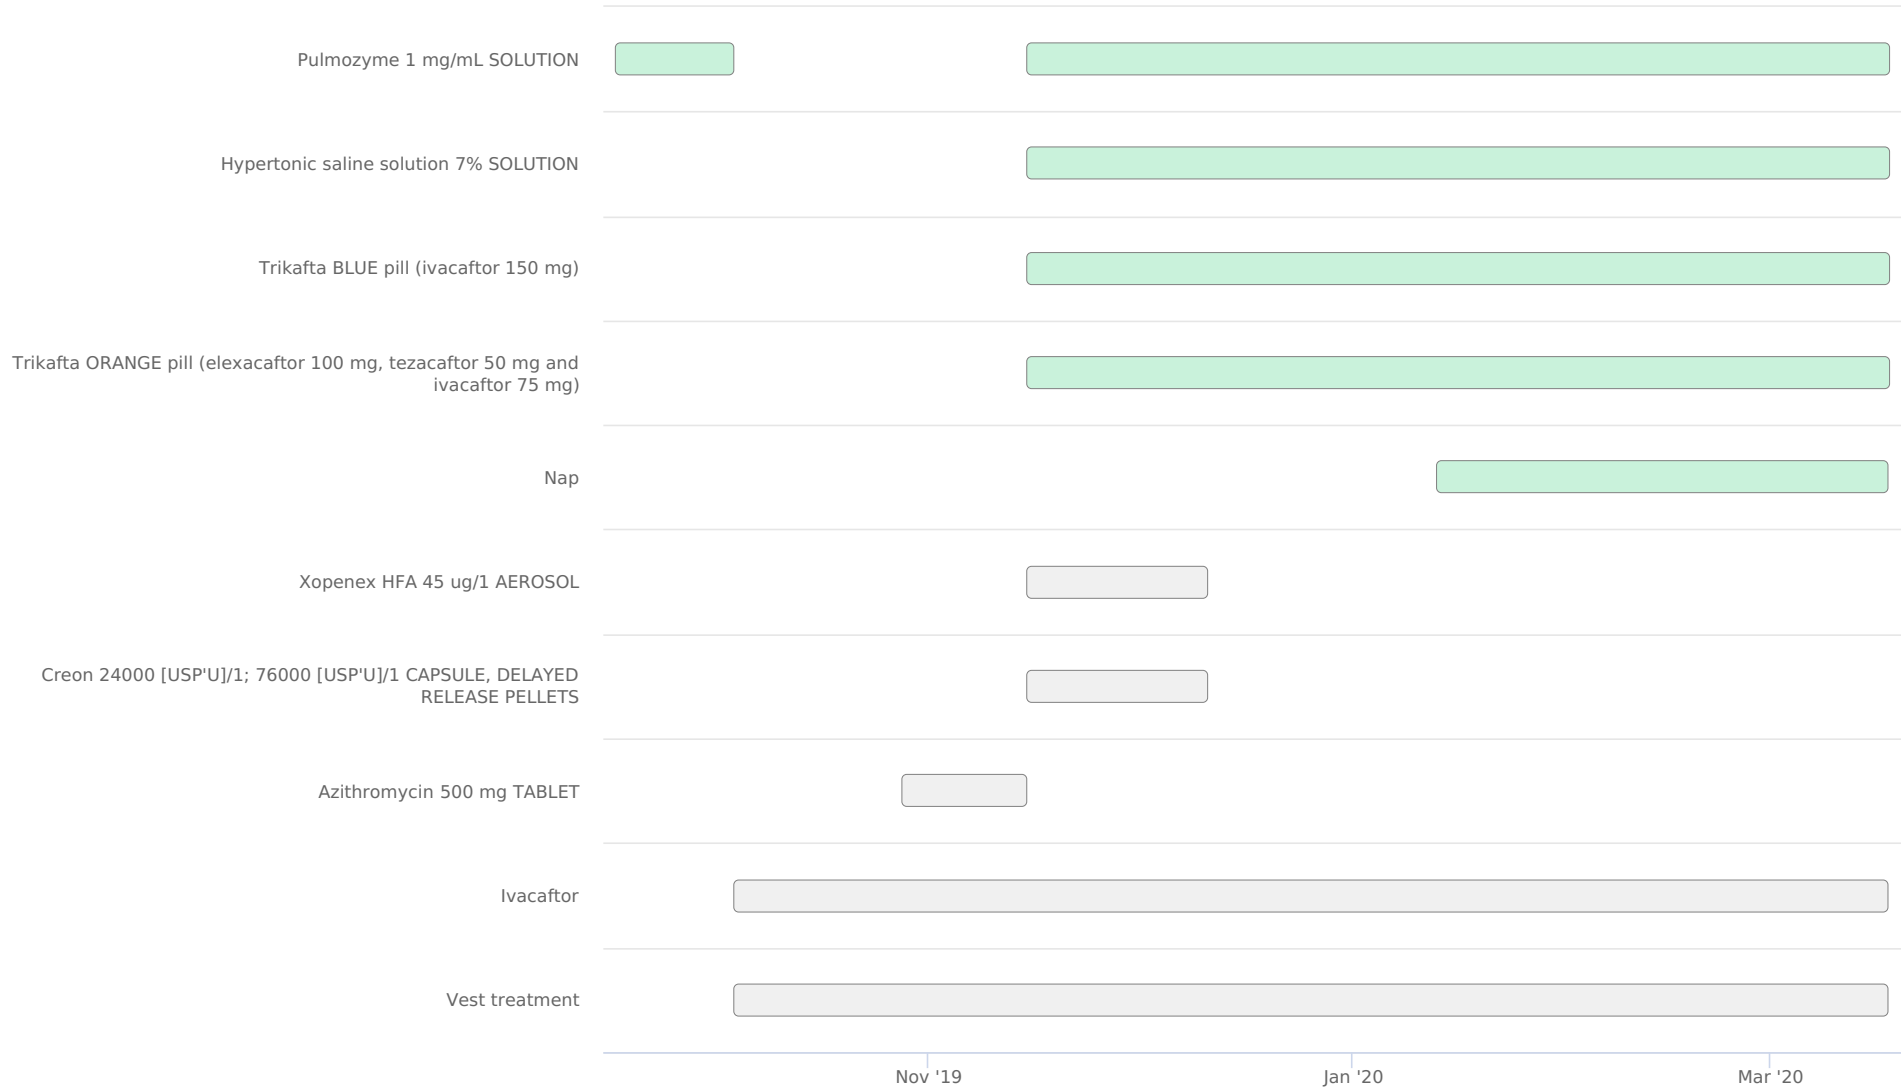 Pulmozyme 1 mg/mL SOLUTION
Hypertonic saline solution 7% SOLUTION
Trikafta BLUE pill (ivacaftor 150 mg)
Trikafta ORANGE pill (elexacaftor 100 mg, tezacaftor 50 mg and
ivacaftor 75 mg)
Nap
Xopenex HFA 45 ug/1 AEROSOL
Creon 24000 [USP'U]/1; 76000 [USP'U]/1 CAPSULE, DELAYED
RELEASE PELLETS
Azithromycin 500 mg TABLET
Ivacaftor
Vest treatment
Nov '19 Jan '20 Mar '20